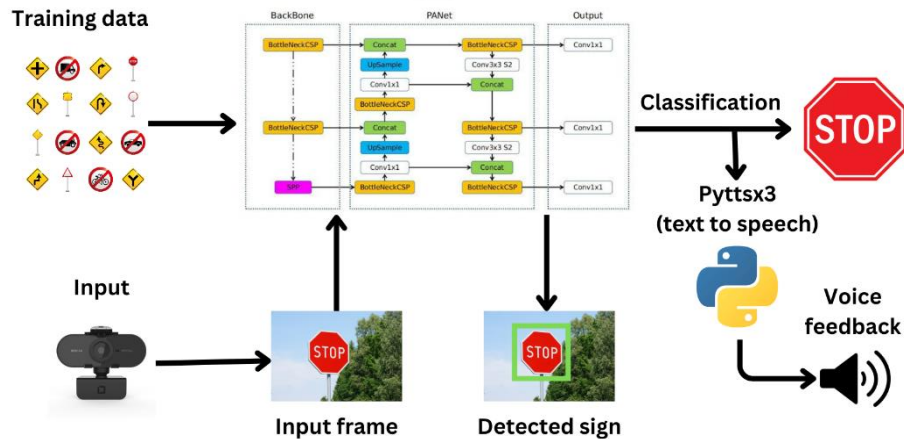 Training data
BackBone
PANet
Output
BottleNeckCSP
Concat
BottleNeckCSP
Conv1x1
UpSample
Conv3x3 S2
Conv1x1
Concat
BottleNeckCSP
BottleNeckCSP
Concat
BottleNeckCSP
Conv1x1
UpSample
Conv3x3 S2
Conv1x1
Concat
SPP
BottleNeckCSP
BottleNeckCSP
Conv1x1
Classification
STOP
Pyttsx3
(text to speech)
Input
STOP
STOP
Voice
feedback
Input frame
Detected sign